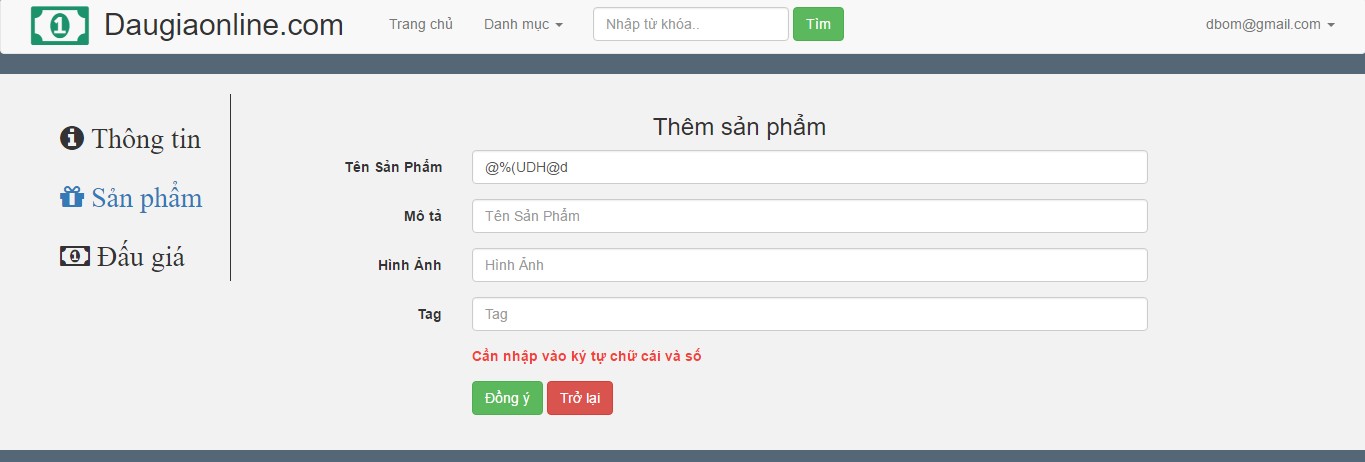 Daugiaonline.com
Trang chủ
Danh mục
Nhập từ khóa..
Tìm
dbom@gmail.com
Thông tin
Sản phẩm
Đấu giá
Thêm sản phẩm
Tên Sản Phẩm
@%(UDH@d
Mô tả
Tên Sản Phẩm
Hình Ảnh
Hình Ảnh
Tag
Tag
Cần nhập vào ký tự chữ cái và số
Đồng ý
Trở lại